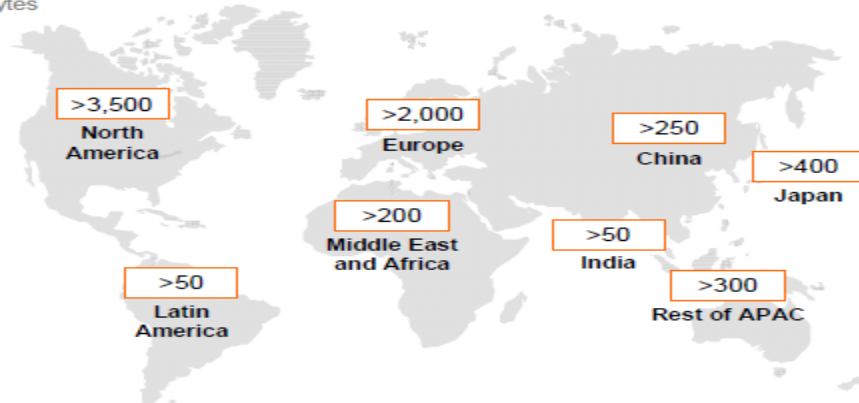 >3,500
North
America
>2,000
Europe
>250
China
>400
Japan
>200
Middle East
and Africa
>50
India
>50
Latin
America
>300
Rest of APAC